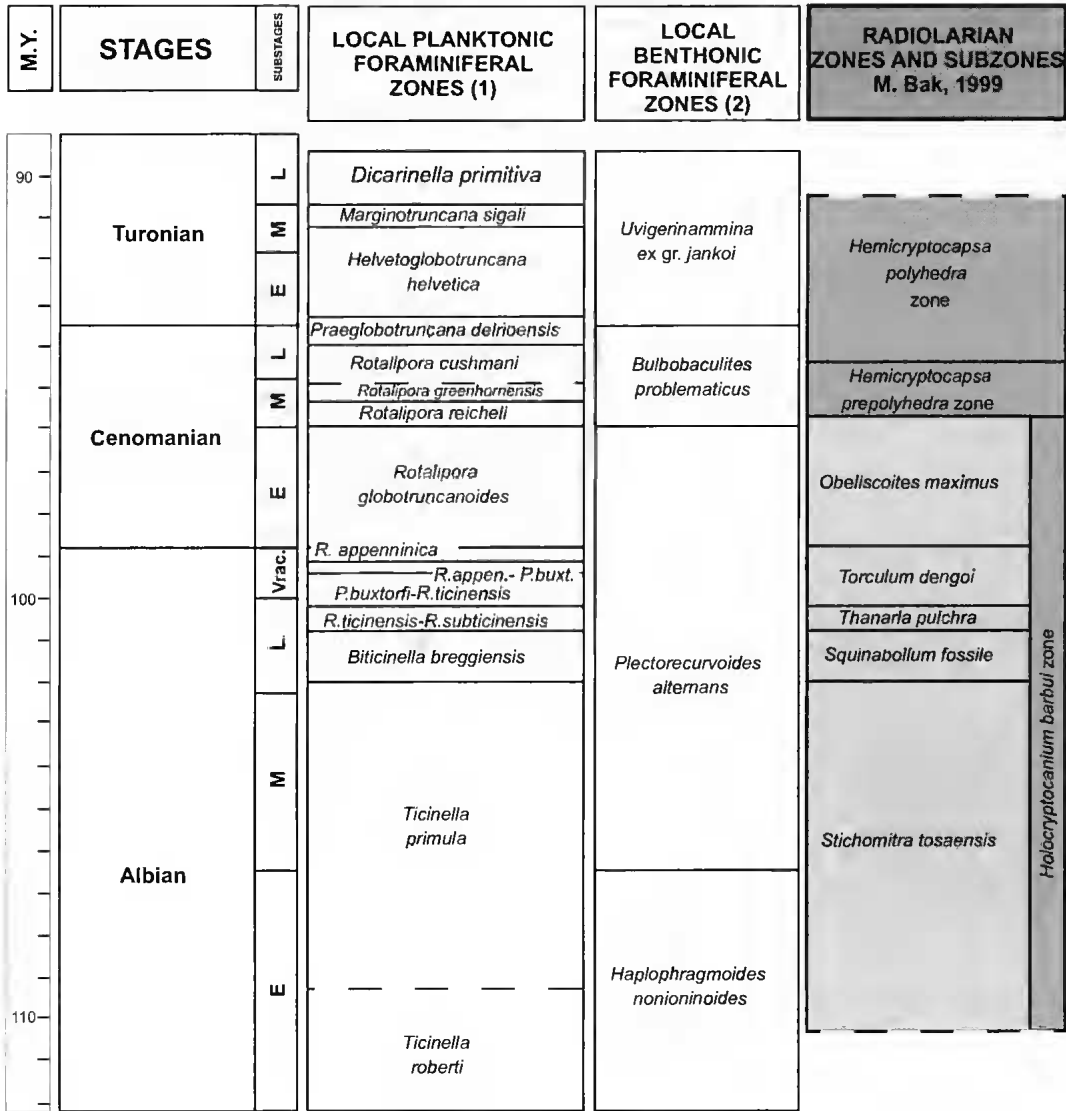 M.Y.
STAGES
SUBSTAGES
LOCAL PLANKTONIC
FORAMINIFERAL
ZONES (1)
LOCAL
BENTHONIC
FORAMINIFERAL
ZONES (2)
RADIOLARIAN
ZONES AND SUBZONES
M. Bak, 1999
90
100
110
Turonian
Cenomanian
Albian
L
M
E
L
M
E
Vrac.
L
M
E
Dicarinella primitiva
Marginotruncana sigali
Helvetoglobotruncana
helvetica
Praeglobotruncana delrioensis
Rotalipora cushmani
Rotalipora greenhornensis
Rotalipora reicheli
Rotalipora
globotruncanoides
R. appenninica
R.appen.- P.buxt.
P.buxtorfi-R.ticinensis
R.ticinensis-R.subticinensis
Biticinella breggiensis
Ticinella
primula
Ticinella
roberti
Uvigerinammina
ex gr. jankoi
Bulbobaculites
problematicus
Plectorecurvoides
alternans
Haplophragmoides
nonioninoides
Hemicryptocapsa
polyhedra
zone
Hemicryptocapsa
prepolyhedra zone
Obeliscoites maximus
Torculum dengoi
Thanarla pulchra
Squinabollum fossile
Stichomitra tosaensis
Holocryptocanium barbui zone